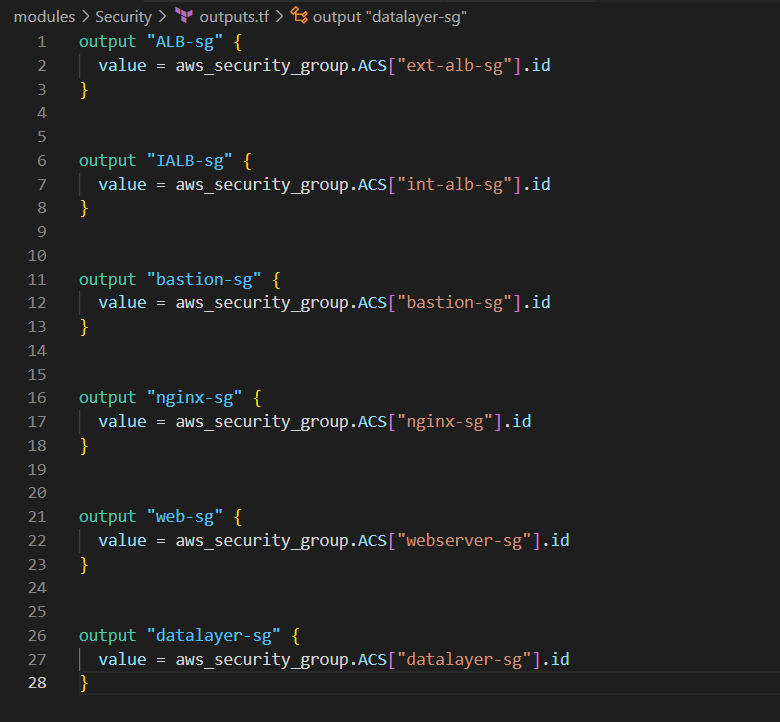 modules > Security > outputs.tf > output "datalayer-sg"
1 output "ALB-sg" {
2   value = aws_security_group.ACS["ext-alb-sg"].id
3 }
4
5
6 output "IALB-sg" {
7   value = aws_security_group.ACS["int-alb-sg"].id
8 }
9
10
11 output "bastion-sg" {
12   value = aws_security_group.ACS["bastion-sg"].id
13 }
14
15
16 output "nginx-sg" {
17   value = aws_security_group.ACS["nginx-sg"].id
18 }
19
20
21 output "web-sg" {
22   value = aws_security_group.ACS["webserver-sg"].id
23 }
24
25
26 output "datalayer-sg" {
27   value = aws_security_group.ACS["datalayer-sg"].id
28 }